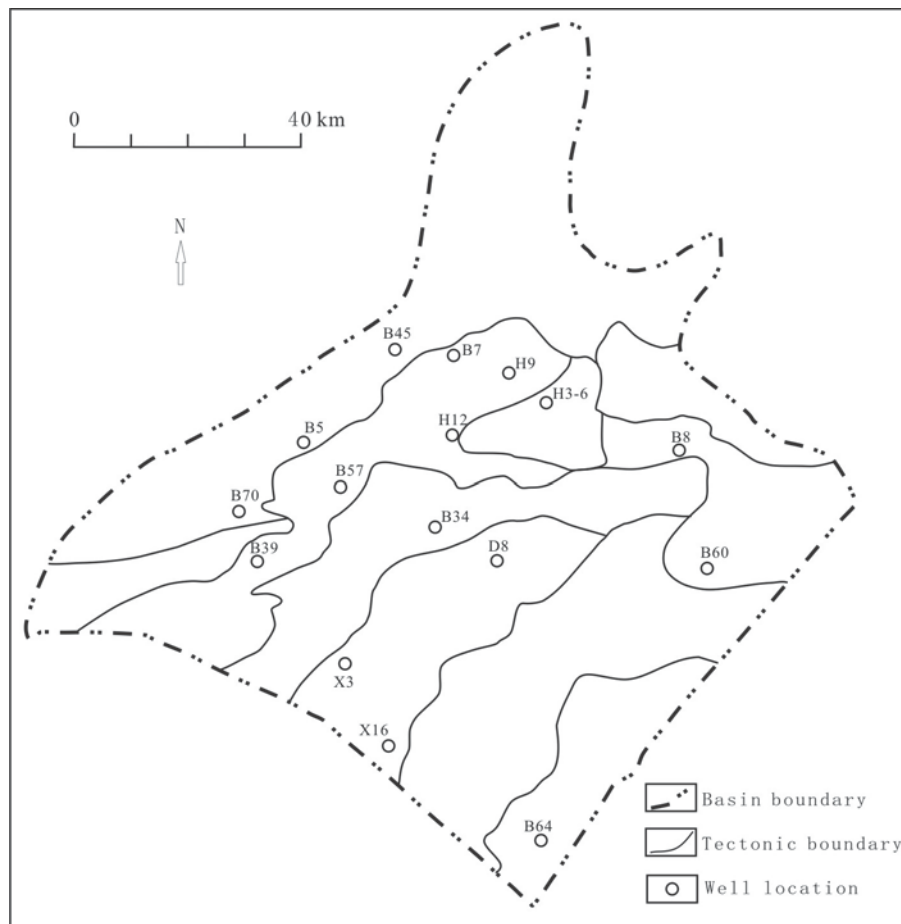 0 40 km
N
B45
B7
H9
H3-6
B5
H12
B8
B57
B70
B34
B39
D8
B60
X3
X16
B64
Basin boundary
Tectonic boundary
Well location